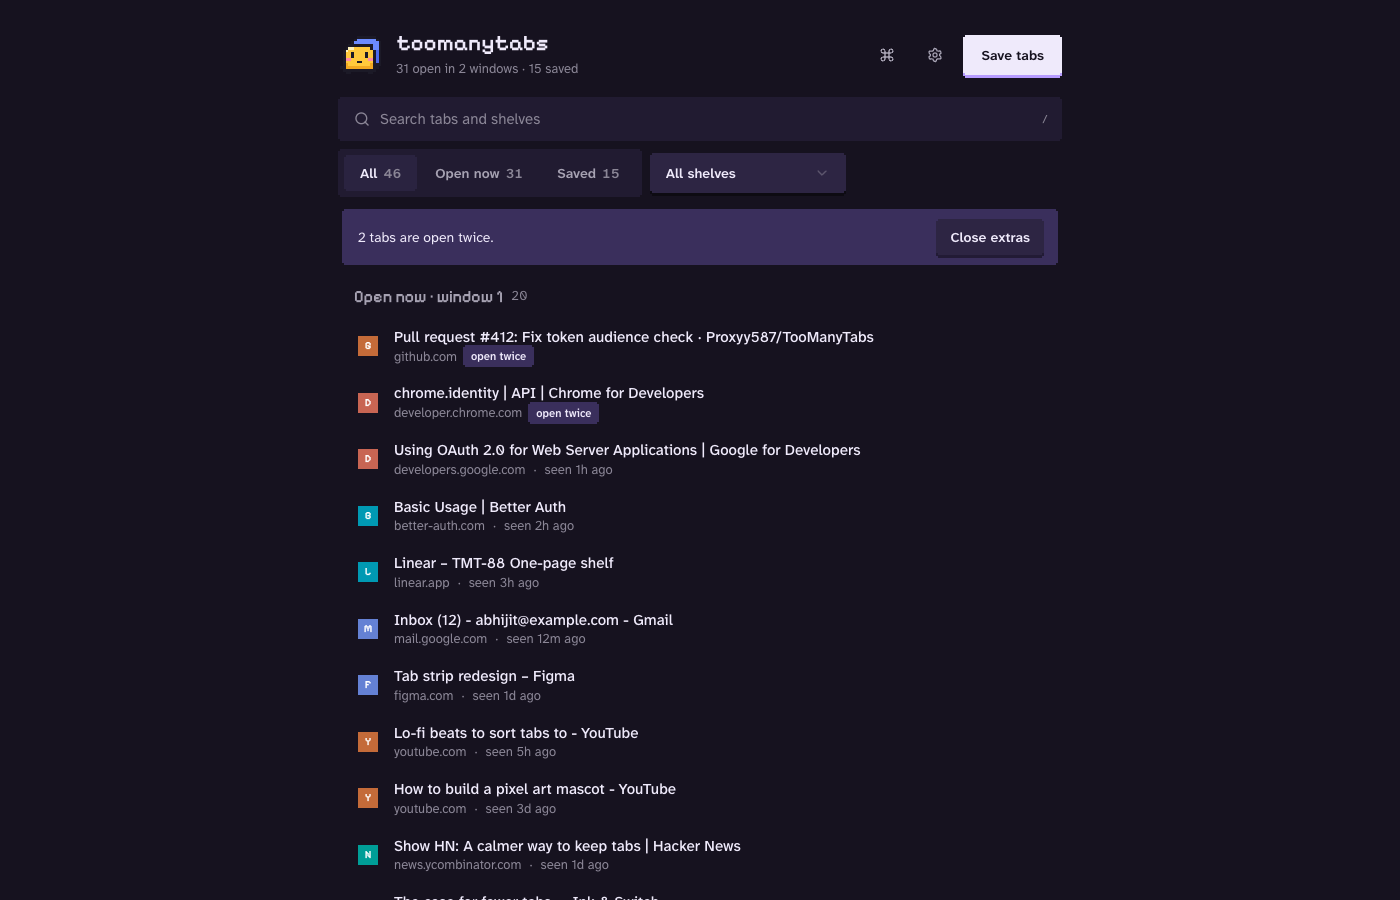 toomanytabs
31 open in 2 windows · 15 saved
Save tabs
Search tabs and shelves /
All 46 Open now 31 Saved 15 All shelves
2 tabs are open twice. Close extras
Open now · window 1 20
G
Pull request #412: Fix token audience check · Proxyy587/TooManyTabs
github.com open twice
D
chrome.identity | API | Chrome for Developers
developer.chrome.com open twice
D
Using OAuth 2.0 for Web Server Applications | Google for Developers
developers.google.com · seen 1h ago
B
Basic Usage | Better Auth
better-auth.com · seen 2h ago
L
Linear – TMT-88 One-page shelf
linear.app · seen 3h ago
M
Inbox (12) - abhijit@example.com - Gmail
mail.google.com · seen 12m ago
F
Tab strip redesign – Figma
figma.com · seen 1d ago
Y
Lo-fi beats to sort tabs to - YouTube
youtube.com · seen 5h ago
Y
How to build a pixel art mascot - YouTube
youtube.com · seen 3d ago
N
Show HN: A calmer way to keep tabs | Hacker News
news.ycombinator.com · seen 1d ago